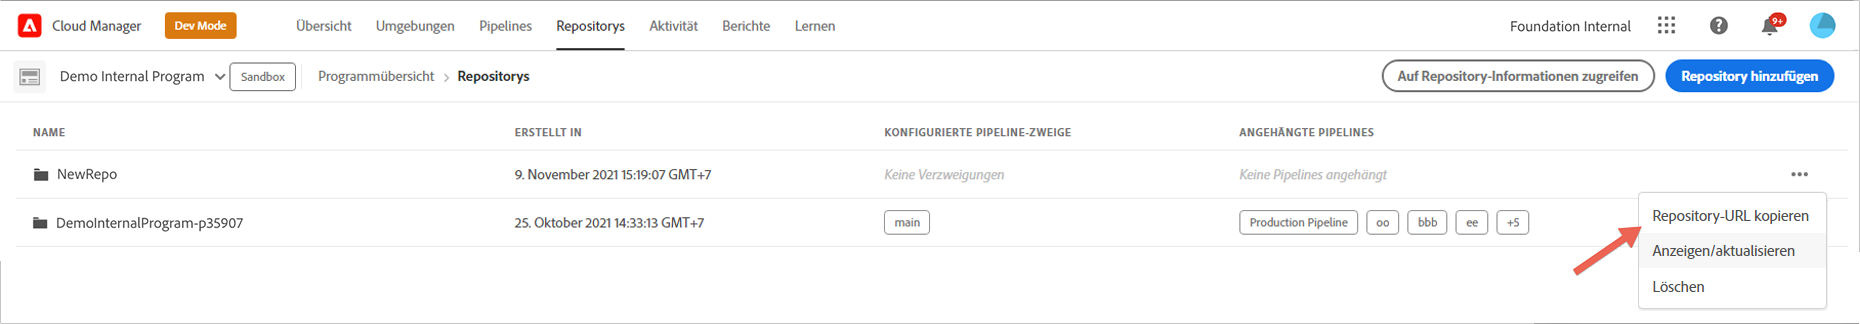 Cloud Manager Dev Mode Übersicht Umgebungen Pipelines Repositorys Aktivität Berichte Lernen Foundation Internal 9+
Demo Internal Program Sandbox Programmübersicht > Repositorys Auf Repository-Informationen zugreifen Repository hinzufügen
NAME ERSTELLT IN KONFIGURIERTE PIPELINE-ZWEIGE ANGEHÄNGTE PIPELINES
NewRepo 9. November 2021 15:19:07 GMT+7 Keine Verzweigungen Keine Pipelines angehängt
DemoInternalProgram-p35907 25. Oktober 2021 14:33:13 GMT+7 main Production Pipeline oo bbb ee +5
Repository-URL kopieren
Anzeigen/aktualisieren
Löschen